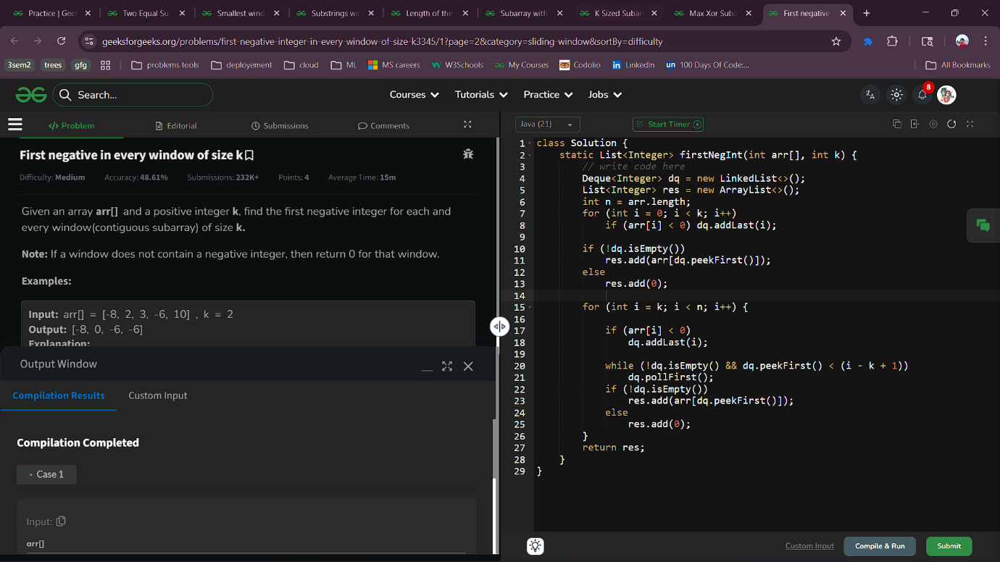 Practice | Geek
Two Equal Su
Smallest wind
Substrings wit
Length of the
Subarray with
K Sized Subar
Max Xor Suba
First negative
geeksforgeeks.org/problems/first-negative-integer-in-every-window-of-size-k3345/1?page=2&category=sliding-window&sortBy=difficulty
3sem2 trees gfg problems tools deployement cloud ML MS careers W3Schools My Courses Codolio LinkedIn 100 Days Of Code:... All Bookmarks
Search... Courses Tutorials Practice Jobs 8
</> Problem Editorial Submissions Comments
First negative in every window of size k
Difficulty: Medium Accuracy: 48.61% Submissions: 232K+ Points: 4 Average Time: 15m
Given an array arr[] and a positive integer k, find the first negative integer for each and
every window(contiguous subarray) of size k.
Note: If a window does not contain a negative integer, then return 0 for that window.
Examples:
Input: arr[] = [-8, 2, 3, -6, 10] , k = 2
Output: [-8, 0, -6, -6]
Explanation:
Output Window
Compilation Results Custom Input
Compilation Completed
Case 1
Input:
arr[]
Java (21) Start Timer
1 class Solution {
2 static List<Integer> firstNegInt(int arr[], int k) {
3 // write code here
4 Deque<Integer> dq = new LinkedList<>();
5 List<Integer> res = new ArrayList<>();
6 int n = arr.length;
7 for (int i = 0; i < k; i++)
8 if (arr[i] < 0) dq.addLast(i);
9
10 if (!dq.isEmpty())
11 res.add(arr[dq.peekFirst()]);
12 else
13 res.add(0);
14
15 for (int i = k; i < n; i++) {
16
17 if (arr[i] < 0)
18 dq.addLast(i);
19
20 while (!dq.isEmpty() && dq.peekFirst() < (i - k + 1))
21 dq.pollFirst();
22 if (!dq.isEmpty())
23 res.add(arr[dq.peekFirst()]);
24 else
25 res.add(0);
26 }
27 return res;
28 }
29 }
Custom Input Compile & Run Submit